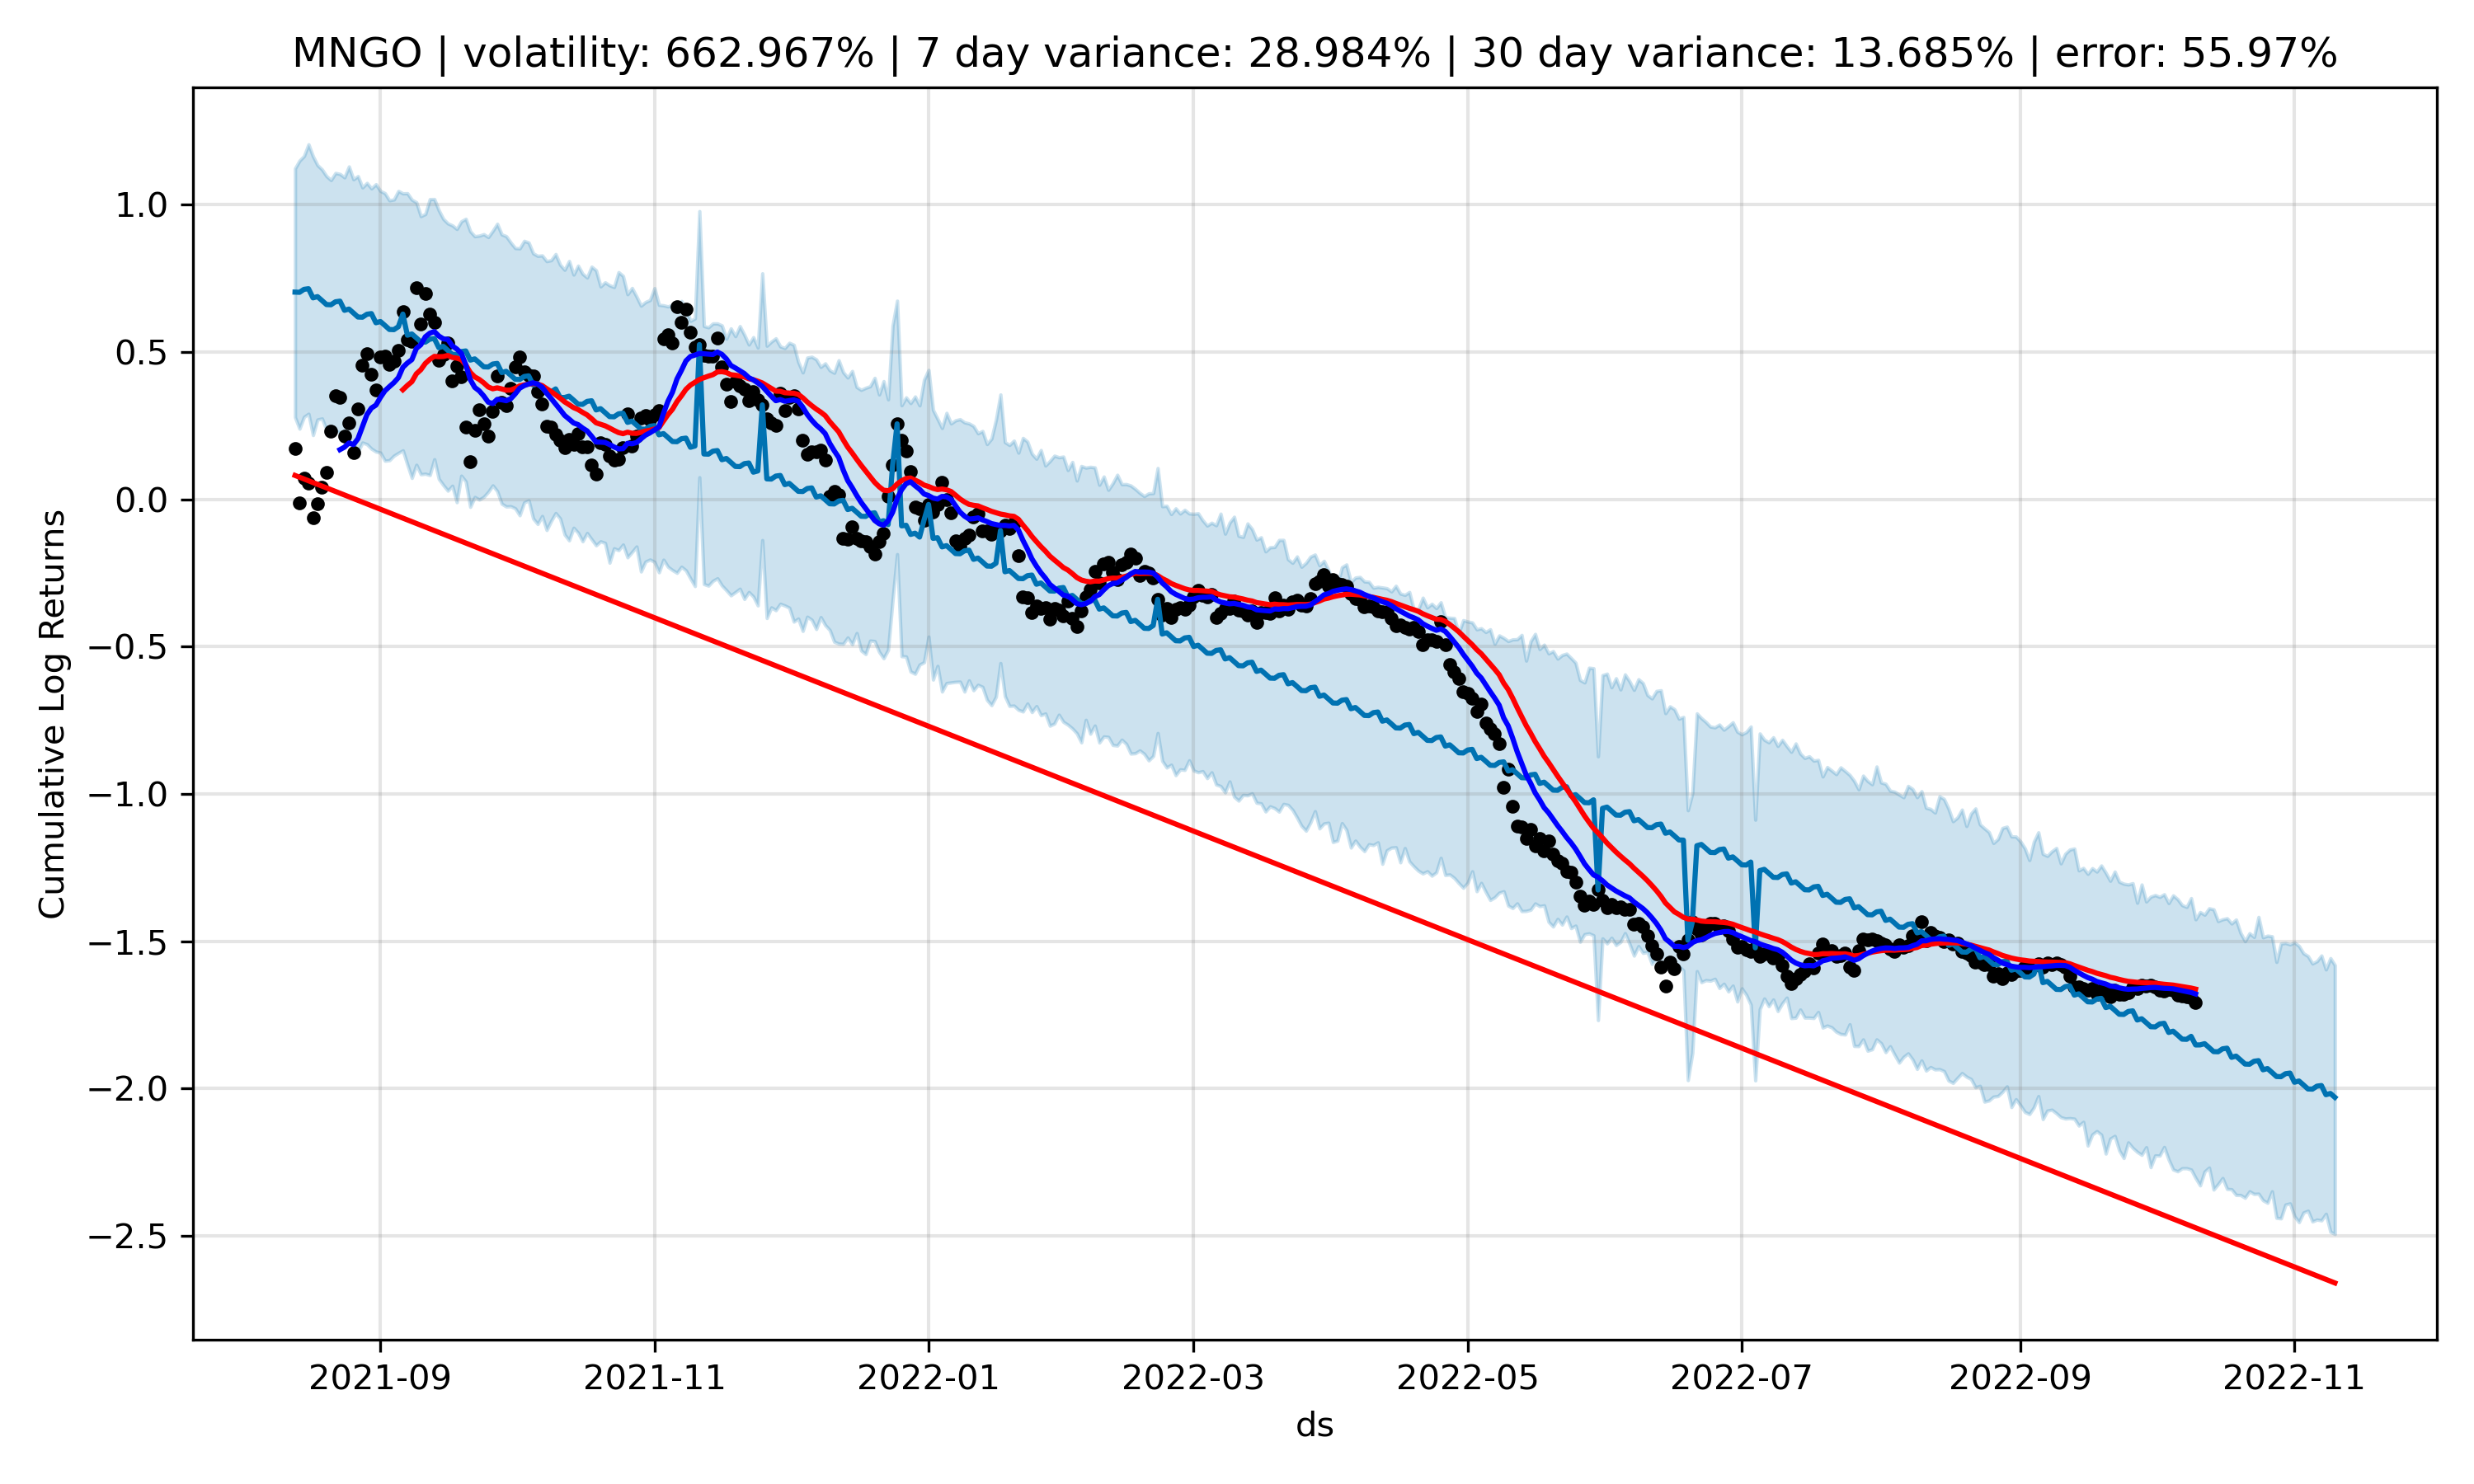 MNGO | volatility: 662.967% | 7 day variance: 28.984% | 30 day variance: 13.685% | error: 55.97%
Cumulative Log Returns
1.0
0.5
0.0
−0.5
−1.0
−1.5
−2.0
−2.5
2021-09 2021-11 2022-01 2022-03 2022-05 2022-07 2022-09 2022-11
ds